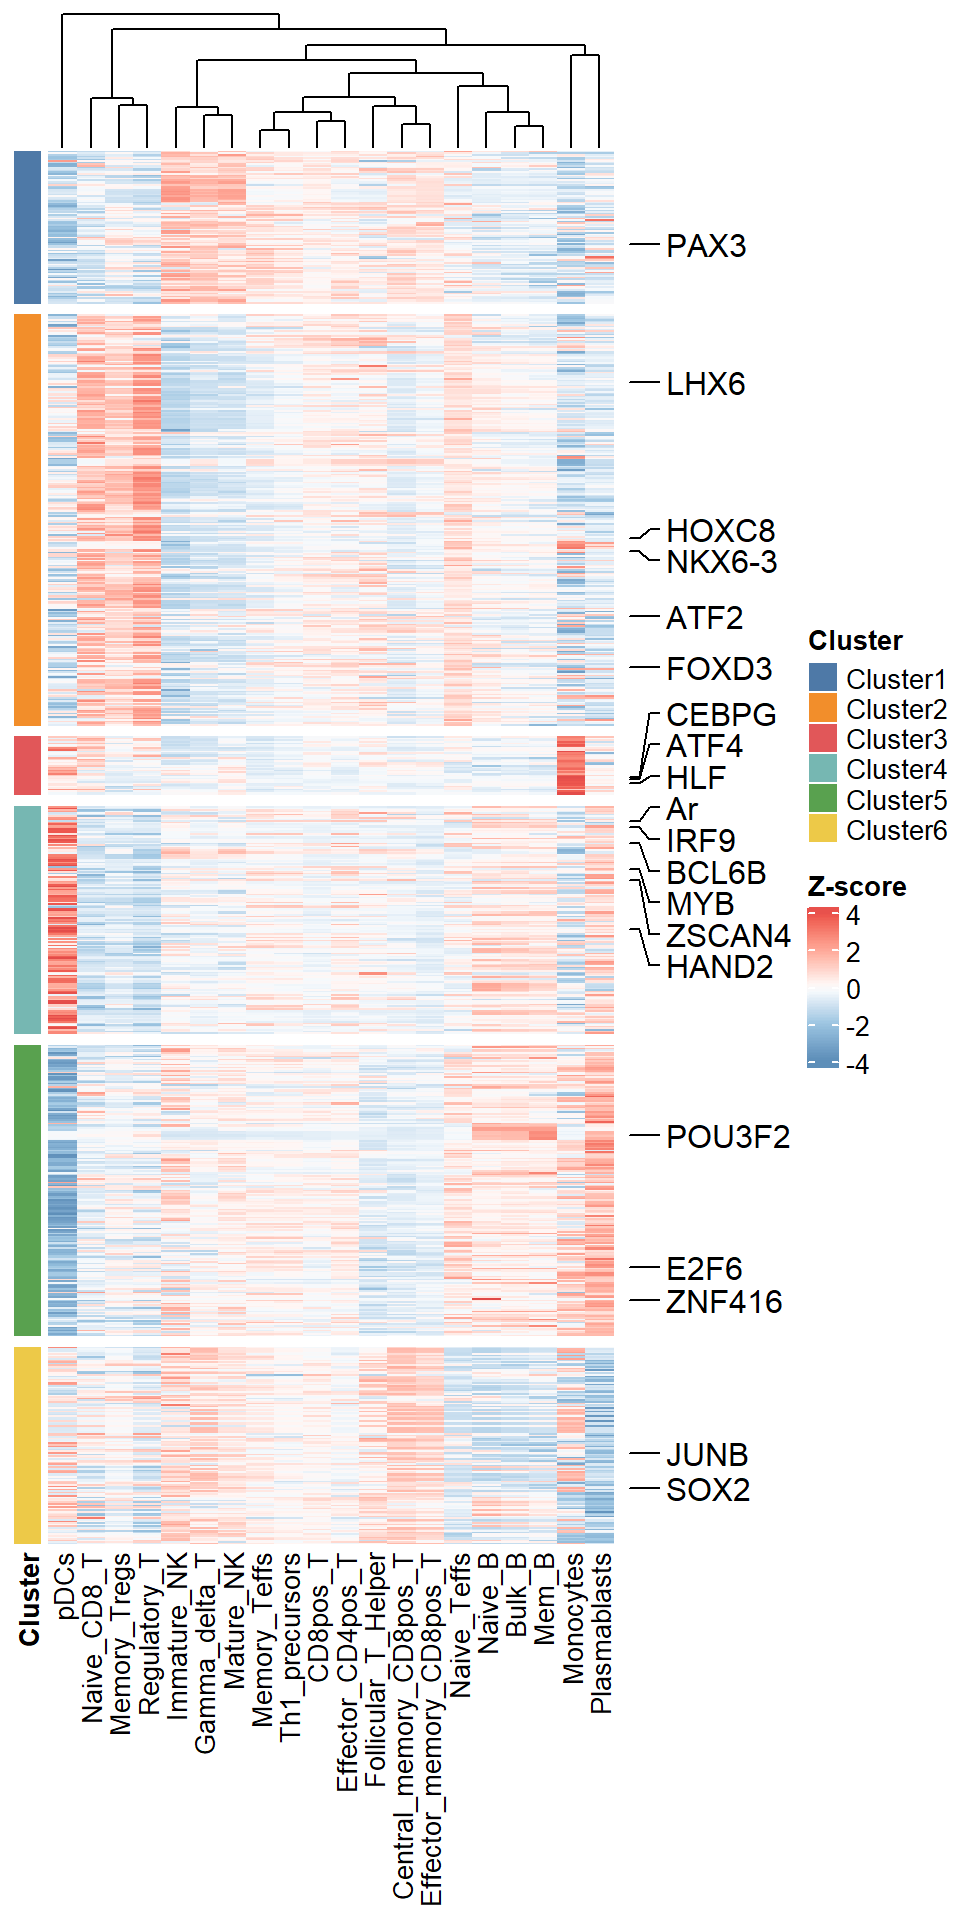 PAX3
LHX6
HOXC8
NKX6-3
ATF2
FOXD3
CEBPG
ATF4
HLF
Ar
IRF9
BCL6B
MYB
ZSCAN4
HAND2
POU3F2
E2F6
ZNF416
JUNB
SOX2
Cluster
Cluster1
Cluster2
Cluster3
Cluster4
Cluster5
Cluster6
Z-score
4
2
0
-2
-4
Cluster
pDCs
Naive_CD8_T
Memory_Tregs
Regulatory_T
Immature_NK
Gamma_delta_T
Mature_NK
Memory_Teffs
Th1_precursors
CD8pos_T
Effector_CD4pos_T
Follicular_T_Helper
Central_memory_CD8pos_T
Effector_memory_CD8pos_T
Naive_Teffs
Naive_B
Bulk_B
Mem_B
Monocytes
Plasmablasts